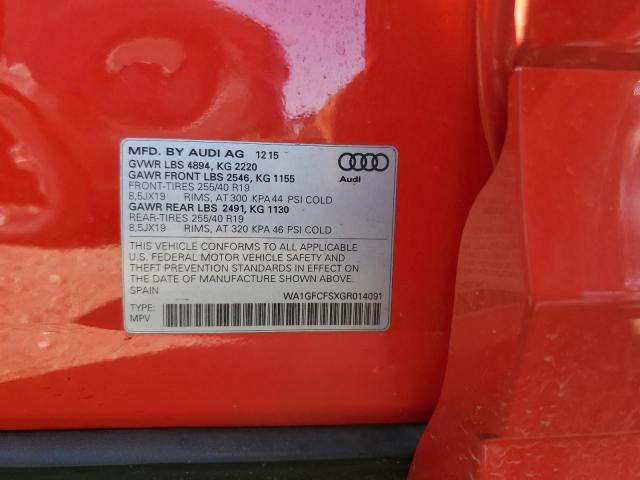 MFD. BY AUDI AG 12 15
GVWR LBS 4894, KG 2220
GAWR FRONT LBS 2546, KG 1155
FRONT-TIRES 255/40 R19
8,5JX19 RIMS, AT 300 KPA 44 PSI COLD
GAWR REAR LBS 2491, KG 1130
REAR-TIRES 255/40 R19
8,5JX19 RIMS, AT 320 KPA 46 PSI COLD
Audi
THIS VEHICLE CONFORMS TO ALL APPLICABLE
U.S. FEDERAL MOTOR VEHICLE SAFETY AND
THEFT PREVENTION STANDARDS IN EFFECT ON
THE DATE OF MANUFACTURE SHOWN ABOVE.
SPAIN WA1GFCFSXGR014091
TYPE:
MPV